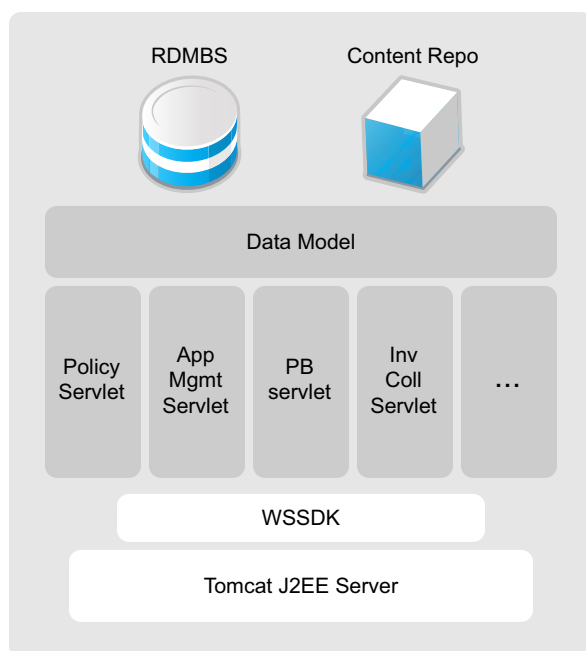 RDMBS
Content Repo
Data Model
Policy
Servlet
App
Mgmt
Servlet
PB
servlet
Inv
Coll
Servlet
...
WSSDK
Tomcat J2EE Server